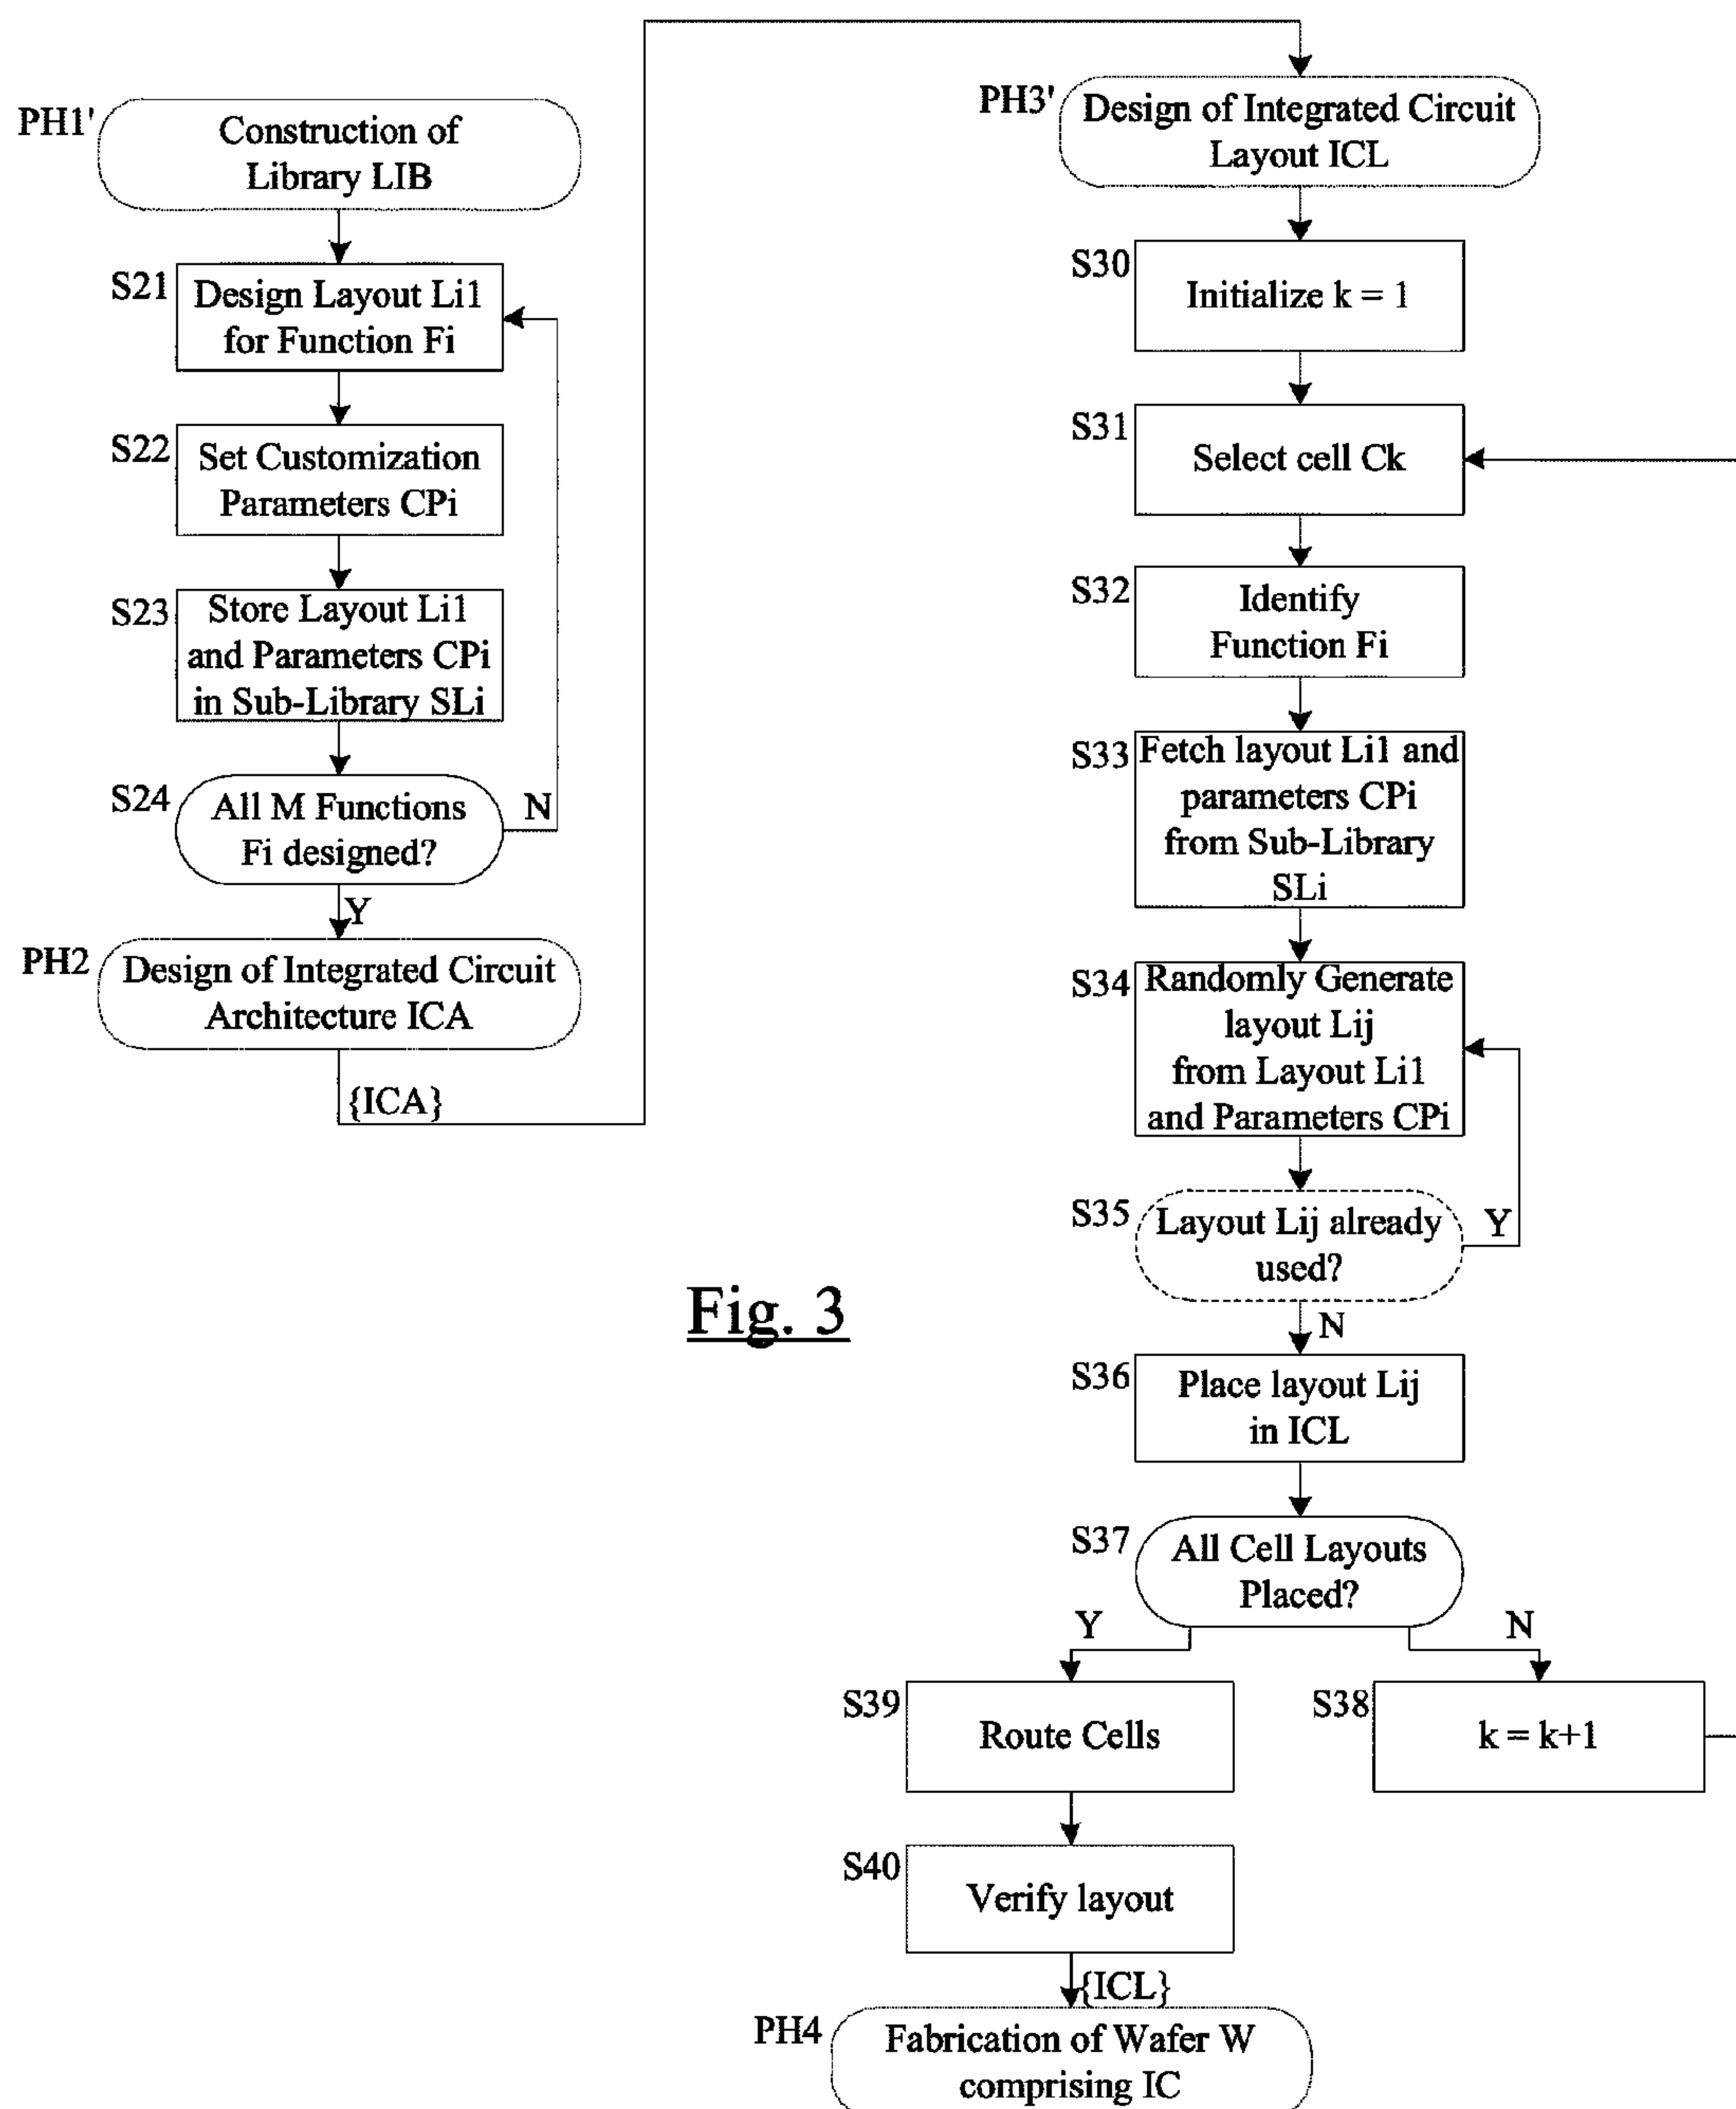 PH1'
Construction of
Library LIB
S21
Design Layout Li1
for Function Fi
S22
Set Customization
Parameters CPi
S23
Store Layout Li1
and Parameters CPi
in Sub-Library SLi
S24
All M Functions
Fi designed?
N
Y
PH2
Design of Integrated Circuit
Architecture ICA
{ICA}
PH3'
Design of Integrated Circuit
Layout ICL
S30
Initialize k = 1
S31
Select cell Ck
S32
Identify
Function Fi
S33
Fetch layout Li1 and
parameters CPi
from Sub-Library
SLi
S34
Randomly Generate
layout Lij
from Layout Li1
and Parameters CPi
S35
Layout Lij already
used?
Y
N
S36
Place layout Lij
in ICL
S37
All Cell Layouts
Placed?
Y
N
S39
Route Cells
S38
k = k+1
S40
Verify layout
{ICL}
PH4
Fabrication of Wafer W
comprising IC
Fig. 3